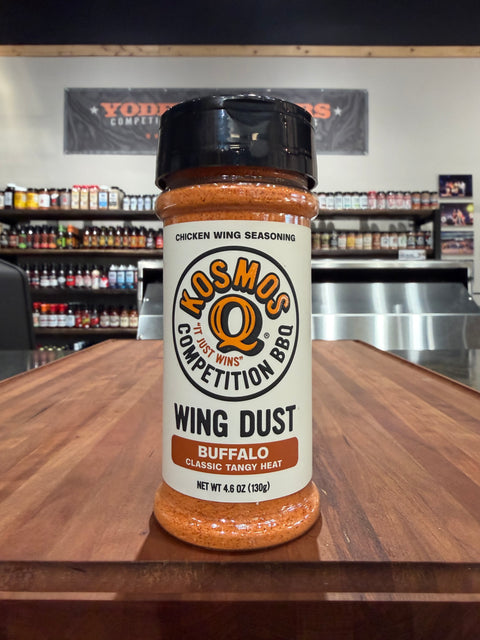 CHICKEN WING SEASONING
KOSMOS
Q®
"IT JUST WINS"
COMPETITION BBQ
WING DUST
BUFFALO
CLASSIC TANGY HEAT
NET WT 4.6 OZ (130g)